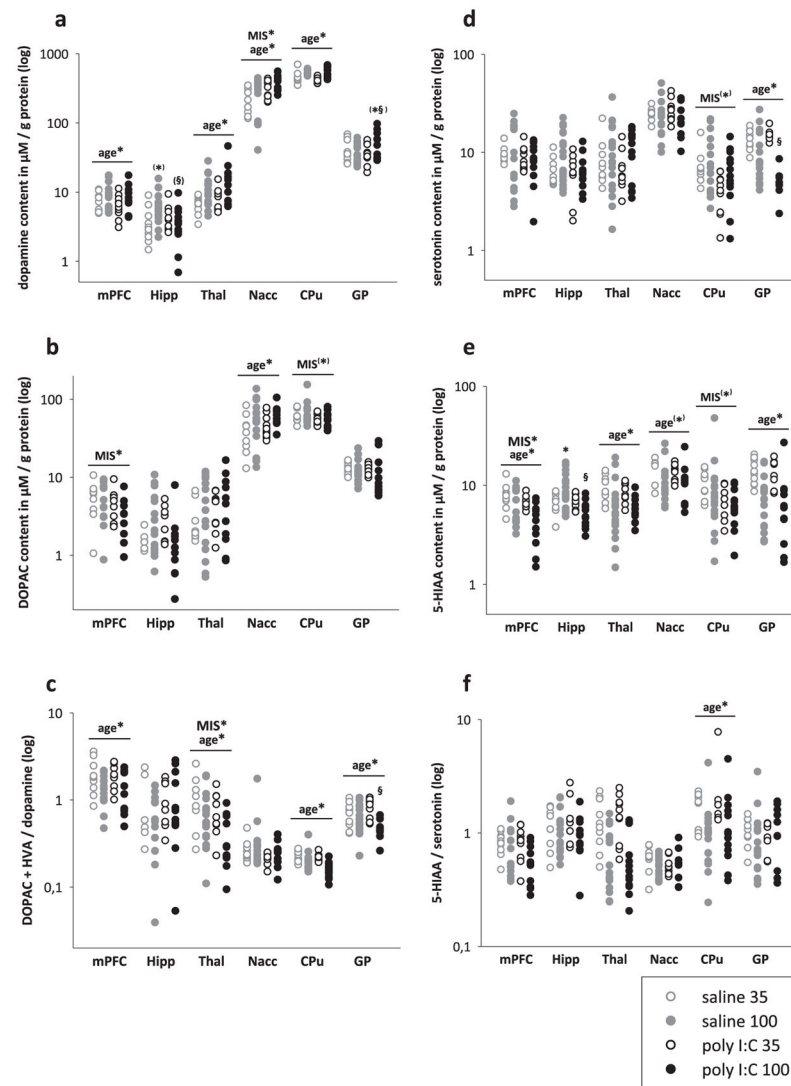 a
MIS*
age*
age*
1000
100
10
1
dopamine content in µM / g protein (log)
age*
(*)
(§)
age*
(*§)
mPFC Hipp Thal Nacc CPu GP
b
age*
MIS(*)
100
10
1
DOPAC content in µM / g protein (log)
MIS*
mPFC Hipp Thal Nacc CPu GP
c
10
1
0,1
DOPAC + HVA / dopamine (log)
age*
MIS*
age*
age*
age*
§
mPFC Hipp Thal Nacc CPu GP
d
100
10
1
serotonin content in µM / g protein (log)
MIS(*)
age*
§
mPFC Hipp Thal Nacc CPu GP
e
100
10
1
5-HIAA content in µM / g protein (log)
MIS*
age*
*
§
age*
age(*)
MIS(*)
age*
mPFC Hipp Thal Nacc CPu GP
f
10
1
0,1
5-HIAA / serotonin (log)
age*
mPFC Hipp Thal Nacc CPu GP
saline 35
saline 100
poly I:C 35
poly I:C 100